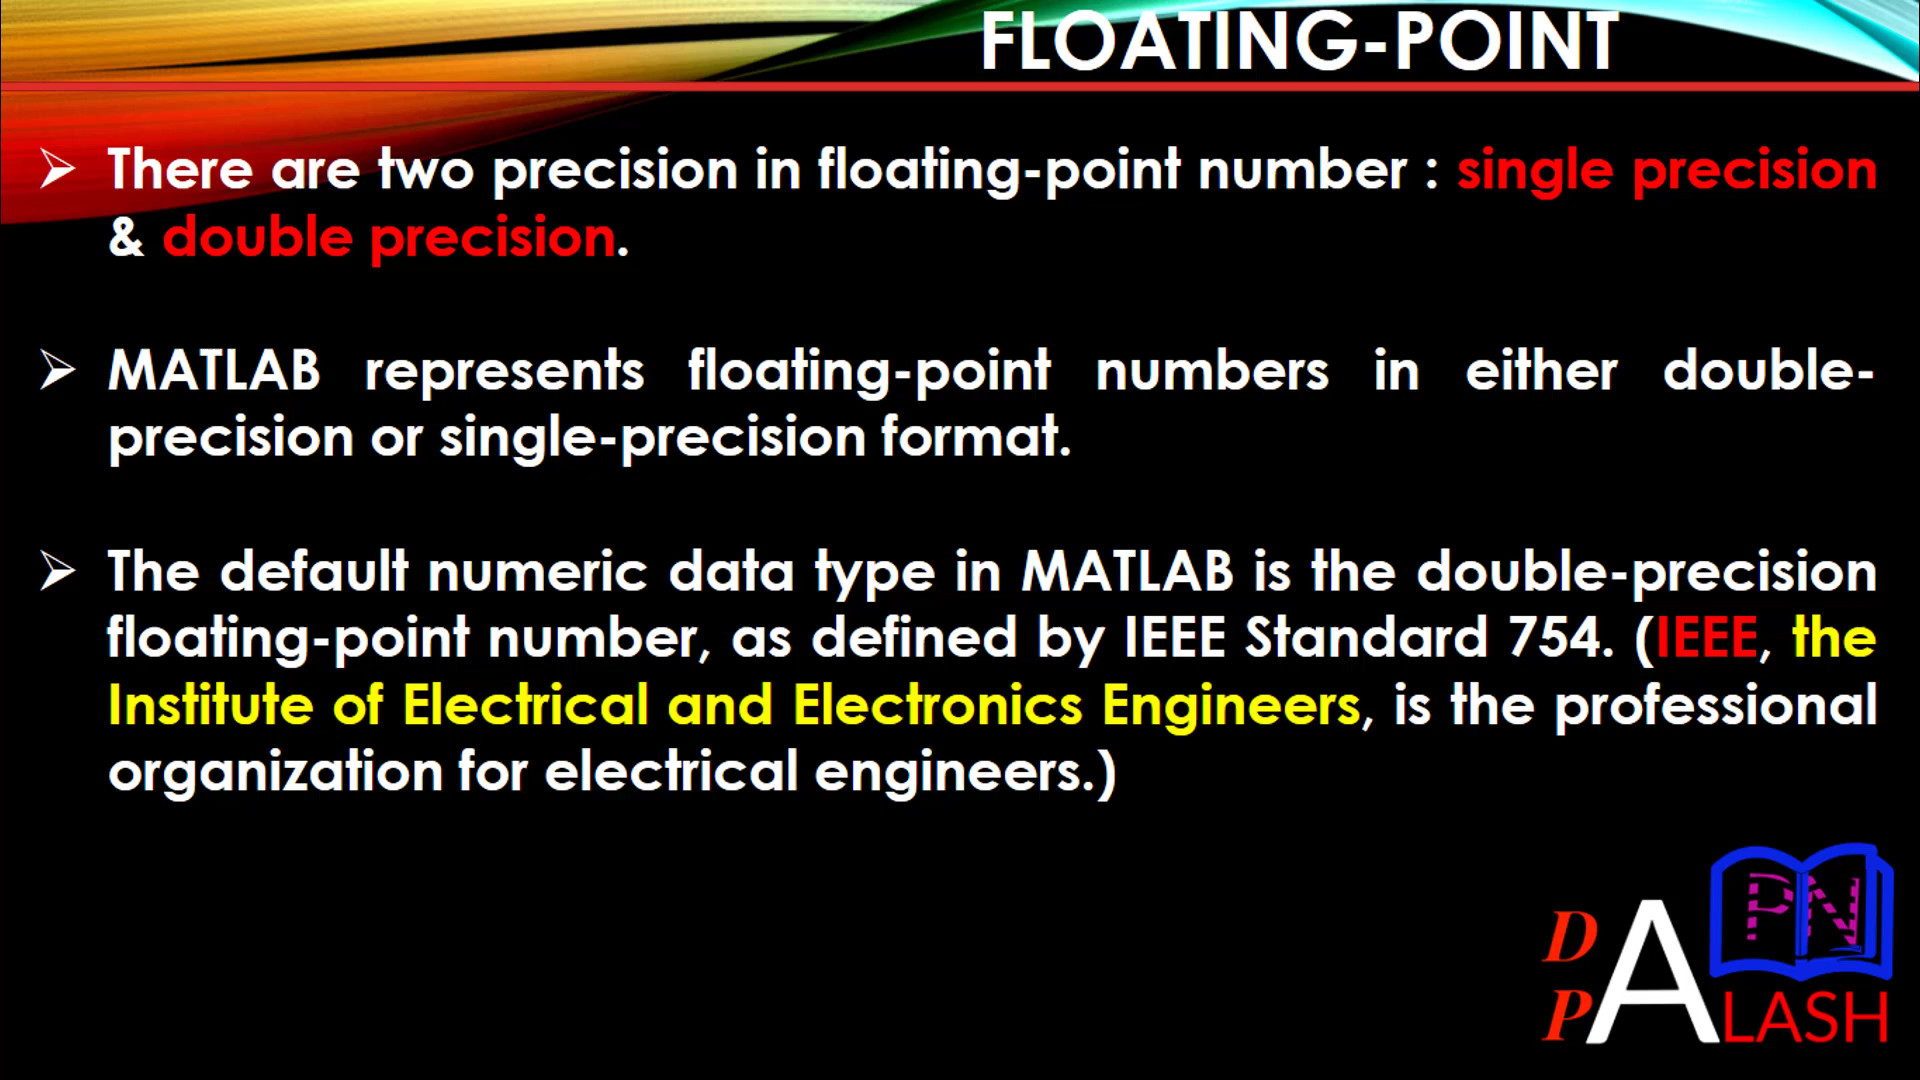 FLOATING-POINT
There are two precision in floating-point number : single precision
& double precision.
MATLAB represents floating-point numbers in either double-
precision or single-precision format.
The default numeric data type in MATLAB is the double-precision
floating-point number, as defined by IEEE Standard 754. (IEEE, the
Institute of Electrical and Electronics Engineers, is the professional
organization for electrical engineers.)
PN
D
P
ALASH